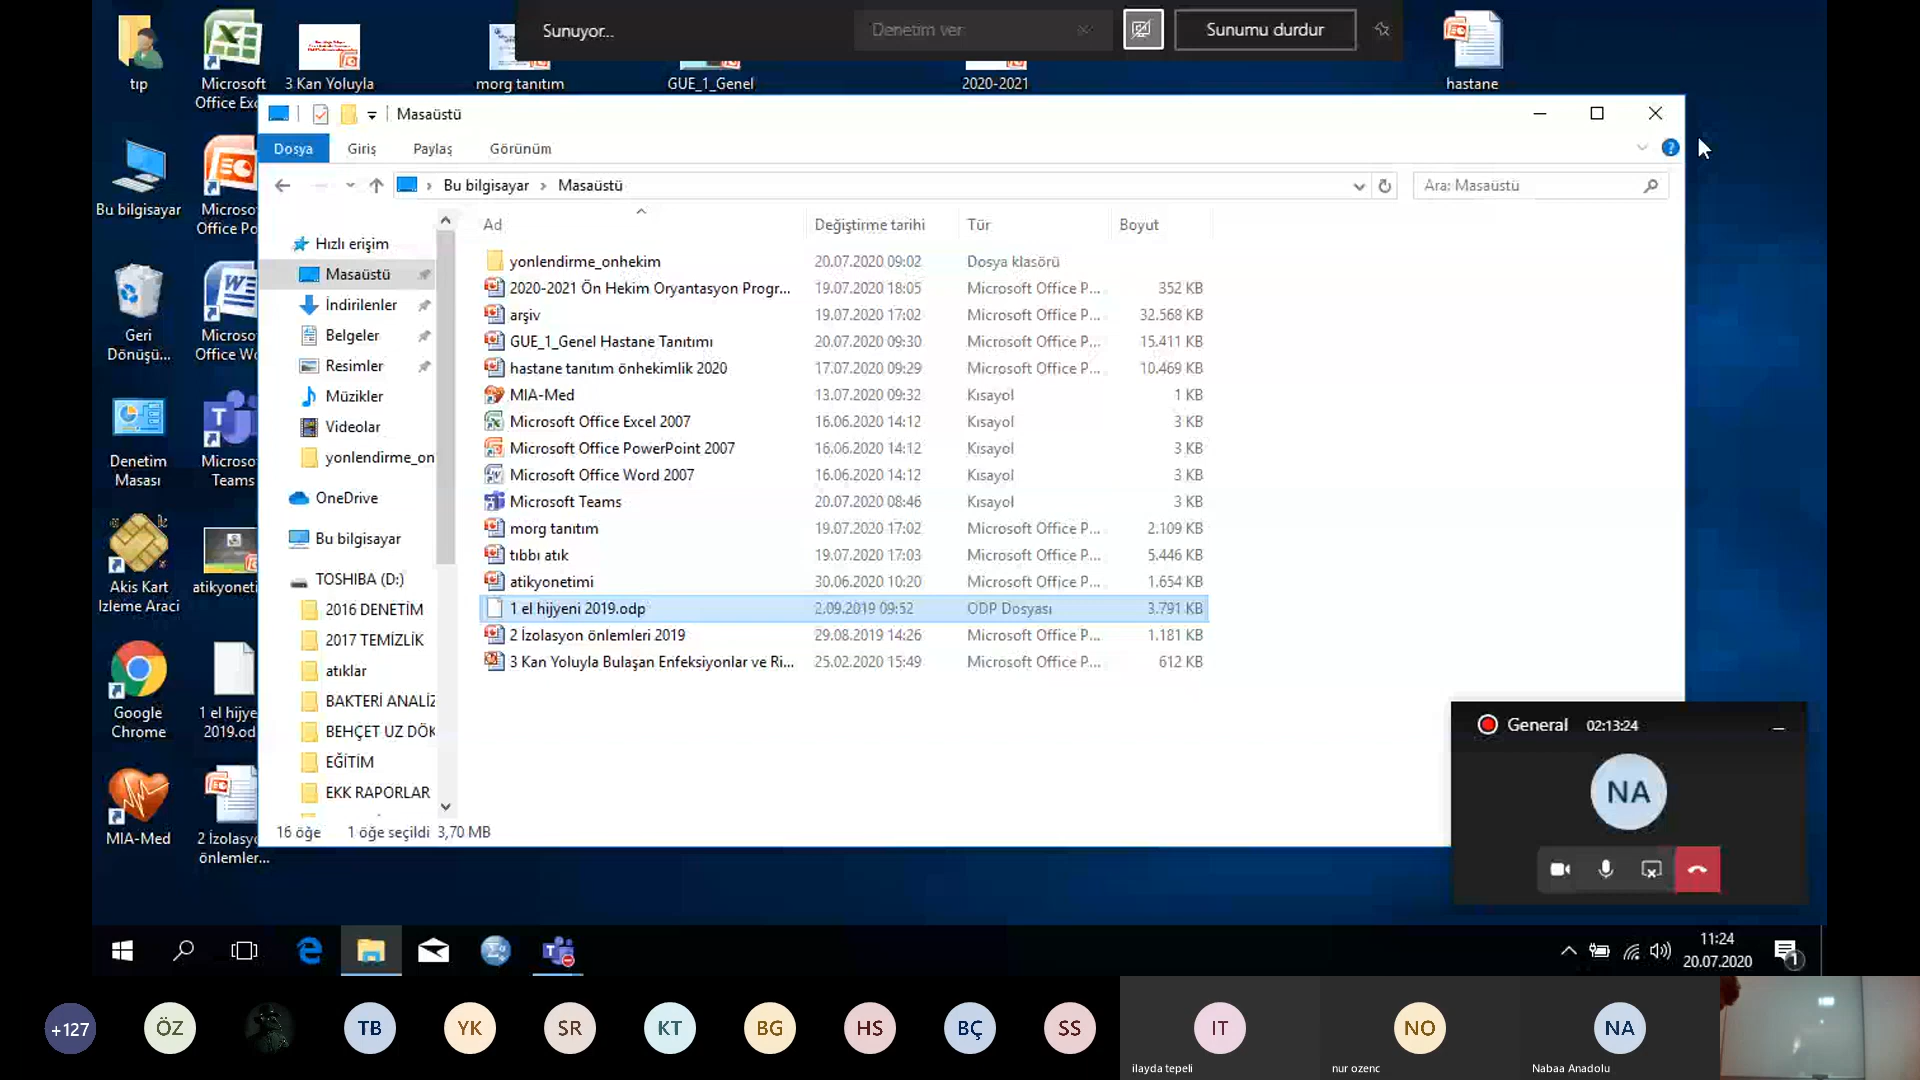 Sunuyor...
Denetim ver
Sunumu durdur
tıp
Microsoft
Office Exc
3 Kan Yoluyla
morg tanıtım
GUE_1_Genel
2020-2021
hastane
Masaüstü
Dosya
Giriş
Paylaş
Görünüm
Bu bilgisayar
Masaüstü
Ara: Masaüstü
Ad
Değiştirme tarihi
Tür
Boyut
yonlendirme_onhekim 20.07.2020 09:02 Dosya klasörü
2020-2021 Ön Hekim Oryantasyon Progr... 19.07.2020 18:05 Microsoft Office P... 352 KB
arşiv 19.07.2020 17:02 Microsoft Office P... 32.568 KB
GUE_1_Genel Hastane Tanıtımı 20.07.2020 09:30 Microsoft Office P... 15.411 KB
hastane tanıtım önhekimlik 2020 17.07.2020 09:29 Microsoft Office P... 10.469 KB
MIA-Med 13.07.2020 09:32 Kısayol 1 KB
Microsoft Office Excel 2007 16.06.2020 14:12 Kısayol 3 KB
Microsoft Office PowerPoint 2007 16.06.2020 14:12 Kısayol 3 KB
Microsoft Office Word 2007 16.06.2020 14:12 Kısayol 3 KB
Microsoft Teams 20.07.2020 08:46 Kısayol 3 KB
morg tanıtım 19.07.2020 17:02 Microsoft Office P... 2.109 KB
tıbbı atık 19.07.2020 17:03 Microsoft Office P... 5.446 KB
atikyonetimi 30.06.2020 10:20 Microsoft Office P... 1.654 KB
1 el hijyeni 2019.odp 2.09.2019 09:52 ODP Dosyası 3.791 KB
2 İzolasyon önlemleri 2019 29.08.2019 14:26 Microsoft Office P... 1.181 KB
3 Kan Yoluyla Bulaşan Enfeksiyonlar ve Ri... 25.02.2020 15:49 Microsoft Office P... 612 KB
Hızlı erişim
Masaüstü
İndirilenler
Belgeler
Resimler
Müzikler
Videolar
yonlendirme_on
OneDrive
Bu bilgisayar
TOSHIBA (D:)
2016 DENETİM
2017 TEMİZLİK
atıklar
BAKTERİ ANALİZ
BEHÇET UZ DÖK
EĞİTİM
EKK RAPORLAR
16 öğe
1 öğe seçildi 3,70 MB
Bu bilgisayar
Microso
Office Po
Geri
Dönüşü...
Microso
Office Wo
Denetim
Masası
Microso
Teams
Akis Kart
Izleme Araci
atikyoneti
Google
Chrome
1 el hijye
2019.od
MIA-Med
2 İzolasy
önlemler...
General 02:13:24
NA
11:24
20.07.2020
1
+127
ÖZ
TB
YK
SR
KT
BG
HS
BÇ
SS
IT
ilayda tepeli
NO
nur ozenc
NA
Nabaa Anadolu